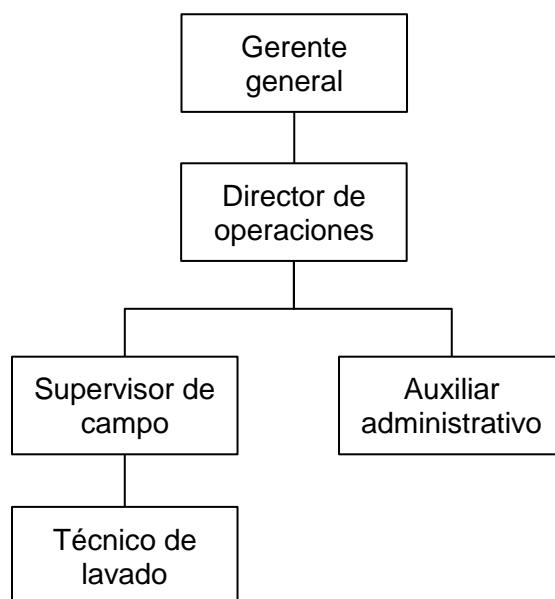 Gerente
general
Director de
operaciones
Supervisor de
campo
Auxiliar
administrativo
Técnico de
lavado